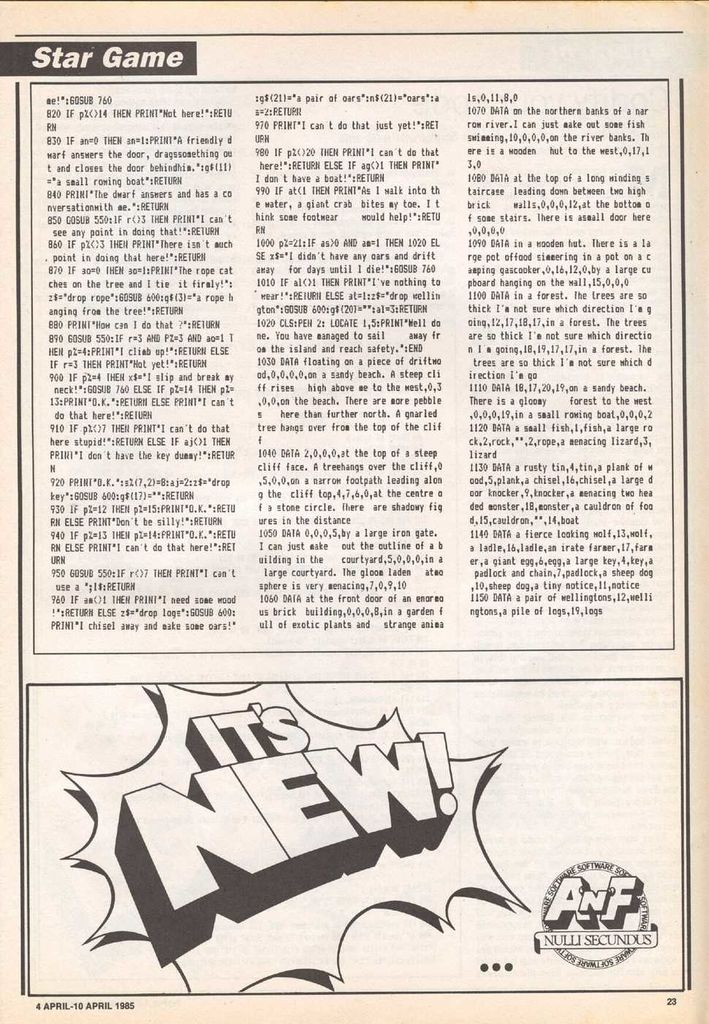 Star Game
me!":GOSUB 760
820 IF p%<>14 THEN PRINT"Not here!":RETU
RN
830 IF an=0 THEN an=1:PRINT"A friendly d
warf answers the door, dragssomething ou
t and closes the door behindhim.":g$(11)
="a small rowing boat":RETURN
840 PRINT"The dwarf answers and has a co
nversationwith me.":RETURN
850 GOSUB 550:IF r<>3 THEN PRINT"I can't
see any point in doing that!":RETURN
860 IF p%<>3 PRINT"There isn't much
. point in doing that here!":RETURN
870 IF ao=0 THEN ao=1:PRINT"The rope cat
ches on the tree and I tie it firmly!":
z$="drop rope":GOSUB 600:g$(3)="a rope h
anging from the tree!":RETURN
880 PRINT"How can I do that ?":RETURN
890 GOSUB 550:IF r=3 AND P%=3 AND ao=1 T
HEN p%=4:PRINT"I climb up!":RETURN ELSE
IF r=3 THEN PRINT"Not yet!":RETURN
900 IF p%=4 THEN x$="I slip and break my
neck!":GOSUB 760 ELSE IF p%=14 THEN p%=
13:PRINT"O.K.":RETURN ELSE PRINT"I can't
do that here!":RETURN
910 IF p%<>7 THEN PRINT"I can't do that
here stupid!":RETURN ELSE IF aj<>1 THEN
PRINT"I don't have the key dummy!":RETUR
N
920 PRINT"O.K.":s%(7,2)=8:aj=2:z$="drop
key":GOSUB 600:g$(17)="":RETURN
930 IF p%=12 THEN p%=15:PRINT"O.K.":RETU
RN ELSE PRINT"Don't be silly!":RETURN
940 IF p%=13 THEN p%=14:PRINT"O.K.":RETU
RN ELSE PRINT"I can't do that here!":RET
URN
950 GOSUB 550:IF r<>7 THEN PRINT"I can't
use a ";l$:RETURN
960 IF am<>1 THEN PRINT"I need some wood
!":RETURN ELSE z$="drop logs":GOSUB 600:
PRINT"I chisel away and make some oars!"
:g$(21)="a pair of oars":n$(21)="oars":a
a=2:RETURN
970 PRINT"I can t do that just yet!":RET
URN
980 IF p%<>20 THEN PRINT"I can't do that
here!":RETURN ELSE IF ag<>1 THEN PRINT"
I don t have a boat!":RETURN
990 IF at<1 THEN PRINT"As I walk into th
e water, a giant crab bites my toe. I t
hink some footwear would help!":RETU
RN
1000 p%=21:IF as>0 AND am=1 THEN 1020 EL
SE x$="I didn't have any oars and drift
away for days until I die!":GOSUB 760
1010 IF al<>1 THEN PRINT"I've nothing to
wear!":RETURN ELSE at=1:z$="drop wellin
gton":GOSUB 600:g$(20)="":al=3:RETURN
1020 CLS:PEN 2: LOCATE 1,5:PRINT"Well do
ne. You have managed to sail away fr
om the island and reach safety.":END
1030 DATA floating on a piece of driftwo
od,0,0,0,0,on a sandy beach. A steep cli
ff rises high above me to the west,0,3
,0,0,on the beach. There are more pebble
s here than further north. A gnarled
tree hangs over from the top of the clif
f
1040 DATA 2,0,0,0,at the top of a steep
cliff face. A treehangs over the cliff,0
,5,0,0,on a narrow footpath leading alon
g the cliff top,4,7,6,0,at the centre o
f a stone circle. There are shadowy fig
ures in the distance
1050 DATA 0,0,0,5,by a large iron gate.
I can just make out the outline of a b
uilding in the courtyard,5,0,0,0,in a
large courtyard. The gloom laden atmo
sphere is very menacing,7,0,9,10
1060 DATA at the front door of an enormo
us brick building,0,0,0,8,in a garden f
ull of exotic plants and strange anima
ls,0,11,8,0
1070 DATA on the northern banks of a nar
row river.I can just make out some fish
swimming,10,0,0,0,on the river banks. Th
ere is a wooden hut to the west,0,17,1
3,0
1080 DATA at the top of a long winding s
taircase leading down between two high
brick walls,0,0,0,12,at the bottom o
f some stairs. There is asmall door here
,0,0,0,0
1090 DATA in a wooden hut. There is a la
rge pot offood simmering in a pot on a c
amping gascooker,0,16,12,0,by a large cu
pboard hanging on the wall,15,0,0,0
1100 DATA in a forest. The trees are so
thick I'm not sure which direction I'm g
oing,12,17,18,17,in a forest. The trees
are so thick I'm not sure which directio
n I m going,18,19,17,17,in a forest. The
trees are so thick I'm not sure which d
irection I'm go
1110 DATA 18,17,20,19,on a sandy beach.
There is a gloomy forest to the west
,0,0,0,19,in a small rowing boat,0,0,0,2
1120 DATA a small fish,1,fish,a large ro
ck,2,rock,"",2,rope,a menacing lizard,3,
lizard
1130 DATA a rusty tin,4,tin,a plank of w
ood,5,plank,a chisel,16,chisel,a large d
oor knocker,9,knocker,a menacing two hea
ded monster,18,monster,a cauldron of foo
d,15,cauldron,"",14,boat
1140 DATA a fierce looking wolf,13,wolf,
a ladle,16,ladle,an irate farmer,17,farm
er,a giant egg,6,egg,a large key,4,key,a
padlock and chain,7,padlock,a sheep dog
,10,sheep dog,a tiny notice,11,notice
1150 DATA a pair of wellingtons,12,welli
ngtons,a pile of logs,19,logs
IT'S
NEW!
...
SOFTWARE SOFTWARE SOFTWARE
AnF
NULLI SECUNDUS
4 APRIL-10 APRIL 1985
23